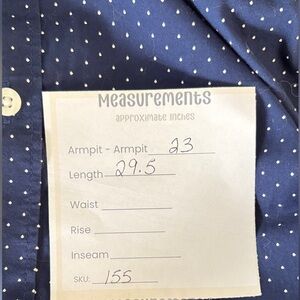 Measurements
approximate inches
Armpit - Armpit 23
Length 29.5
Waist
Rise
Inseam
SKU: 155